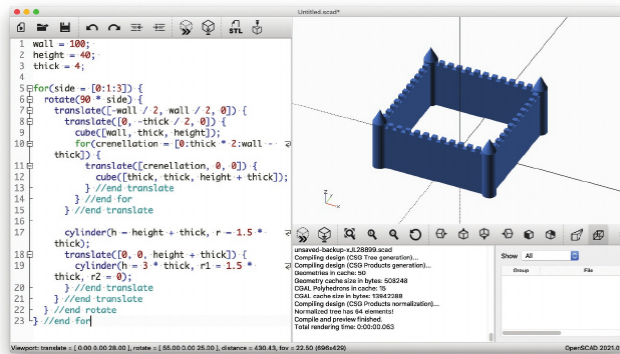 Untitled.scad*
STL
1 wall = 100;
2 height = 40;
3 thick = 4;
4
5 for(side = [0:1:3]) {
6 rotate(90 * side) {
7 translate([-wall / 2, wall / 2, 0]) {
8 translate([0, -thick / 2, 0]) {
9 cube([wall, thick, height]);
10 for(crenellation = [0:thick * 2:wall -
thick]) {
11 translate([crenellation, 0, 0]) {
12 cube([thick, thick, height + thick]);
13 } //end translate
14 } //end for
15 } //end translate
16
17 cylinder(h = height + thick, r = 1.5 *
thick);
18 translate([0, 0, height + thick]) {
19 cylinder(h = 3 * thick, r1 = 1.5 *
thick, r2 = 0);
20 } //end translate
21 } //end translate
22 } //end rotate
23 } //end for
unsaved-backup-xJL28899.scad
Compiling design (CSG Tree generation)...
Compiling design (CSG Products generation)...
Geometries in cache: 50
Geometry cache size in bytes: 508248
CGAL Polyhedrons in cache: 15
CGAL cache size in bytes: 13942288
Compiling design (CSG Products normalization)...
Normalized tree has 64 elements!
Compile and preview finished.
Total rendering time: 0:00:00.063
Show All
Group File
Viewport: translate = [ 0.00 0.00 28.00 ], rotate = [ 55.00 0.00 25.00 ], distance = 430.43, fov = 22.50 (696x429)
OpenSCAD 2021.0